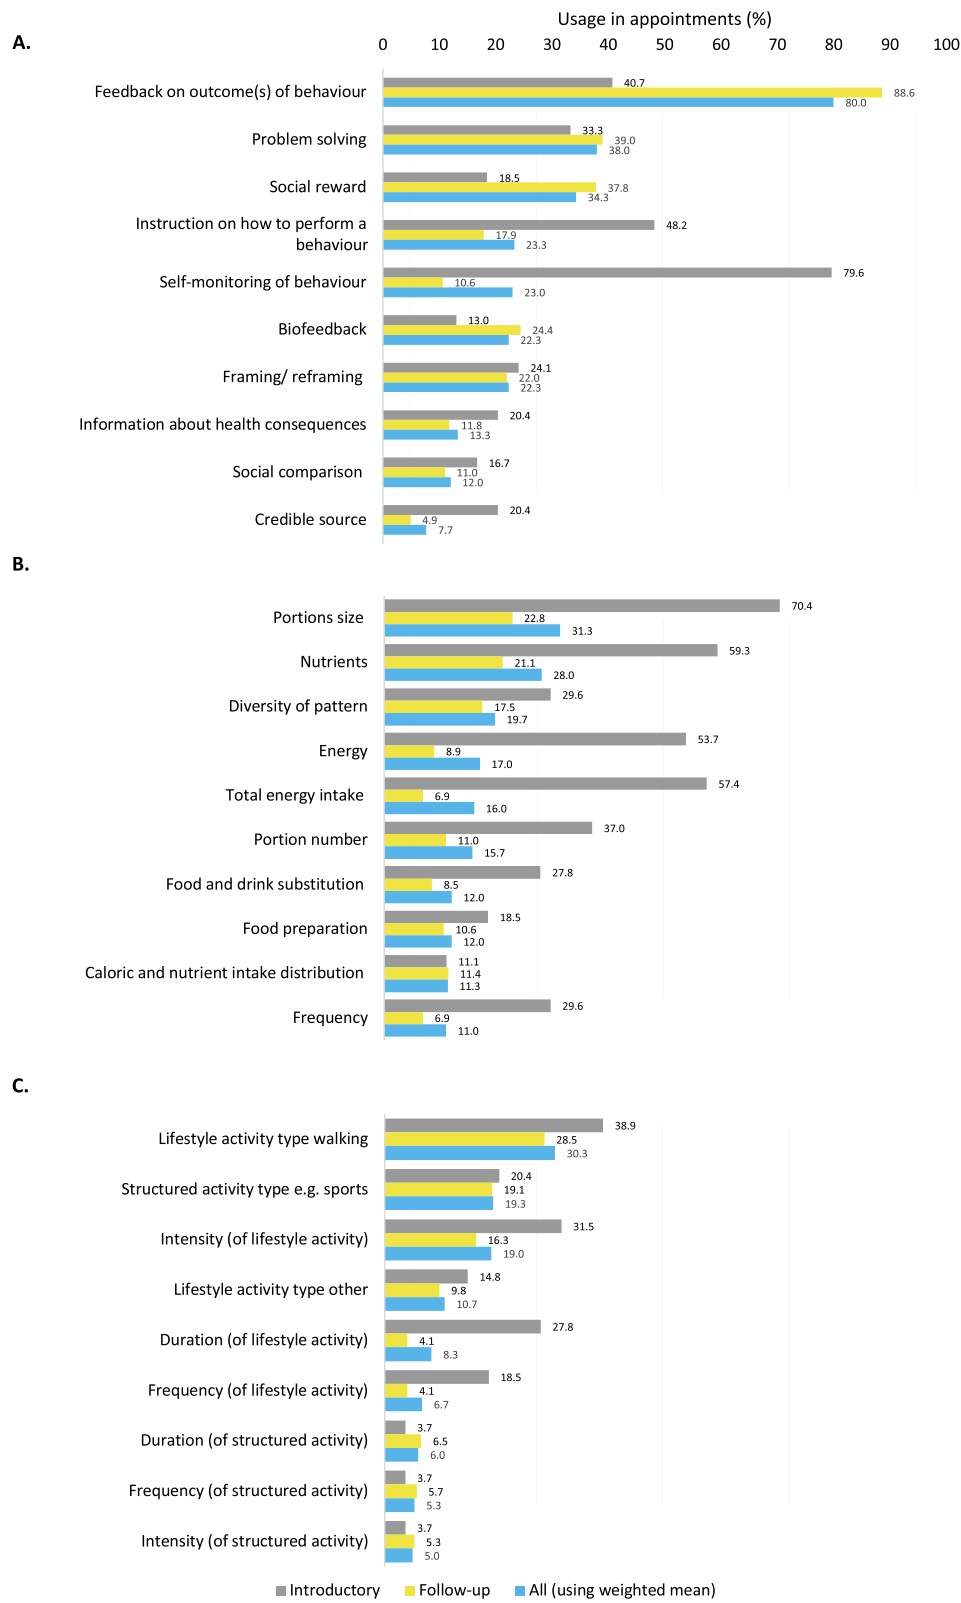 Usage in appointments (%)
A.
0 10 20 30 40 50 60 70 80 90 100
Feedback on outcome(s) of behaviour
40.7
88.6
80.0
Problem solving
33.3
39.0
38.0
Social reward
18.5
37.8
34.3
Instruction on how to perform a
behaviour
48.2
17.9
23.3
Self-monitoring of behaviour
79.6
10.6
23.0
Biofeedback
13.0
24.4
22.3
Framing/ reframing
24.1
22.0
22.3
Information about health consequences
20.4
11.8
13.3
Social comparison
16.7
11.0
12.0
Credible source
20.4
4.9
7.7
B.
Portions size
70.4
22.8
31.3
Nutrients
59.3
21.1
28.0
Diversity of pattern
29.6
17.5
19.7
Energy
53.7
8.9
17.0
Total energy intake
57.4
6.9
16.0
Portion number
37.0
11.0
15.7
Food and drink substitution
27.8
8.5
12.0
Food preparation
18.5
10.6
12.0
Caloric and nutrient intake distribution
11.1
11.4
11.3
Frequency
29.6
6.9
11.0
C.
Lifestyle activity type walking
38.9
28.5
30.3
Structured activity type e.g. sports
20.4
19.1
19.3
Intensity (of lifestyle activity)
31.5
16.3
19.0
Lifestyle activity type other
14.8
9.8
10.7
Duration (of lifestyle activity)
27.8
4.1
8.3
Frequency (of lifestyle activity)
18.5
4.1
6.7
Duration (of structured activity)
3.7
6.5
6.0
Frequency (of structured activity)
3.7
5.7
5.3
Intensity (of structured activity)
3.7
5.3
5.0
Introductory Follow-up All (using weighted mean)